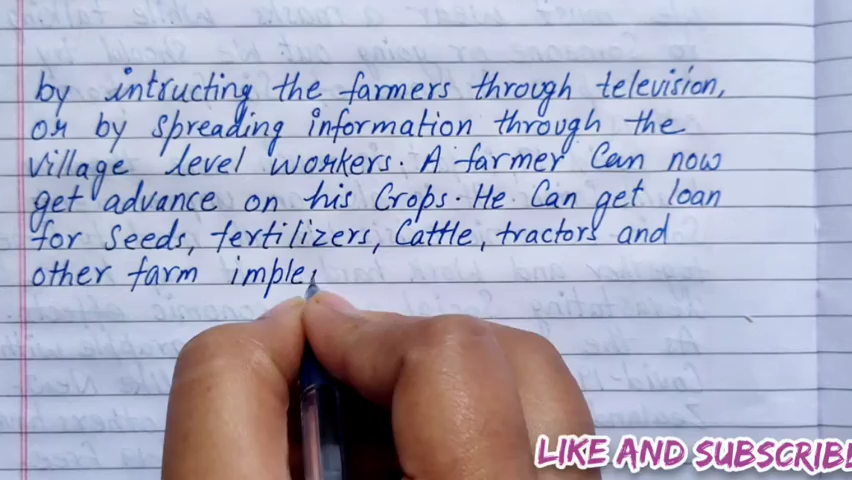 by intructing the farmers through television,
or by spreading information through the
village level workers. A farmer Can now
get advance on his Crops. He Can get loan
for Seeds, fertilizers, Cattle, tractors and
other farm imple
LIKE AND SUBSCRIBE